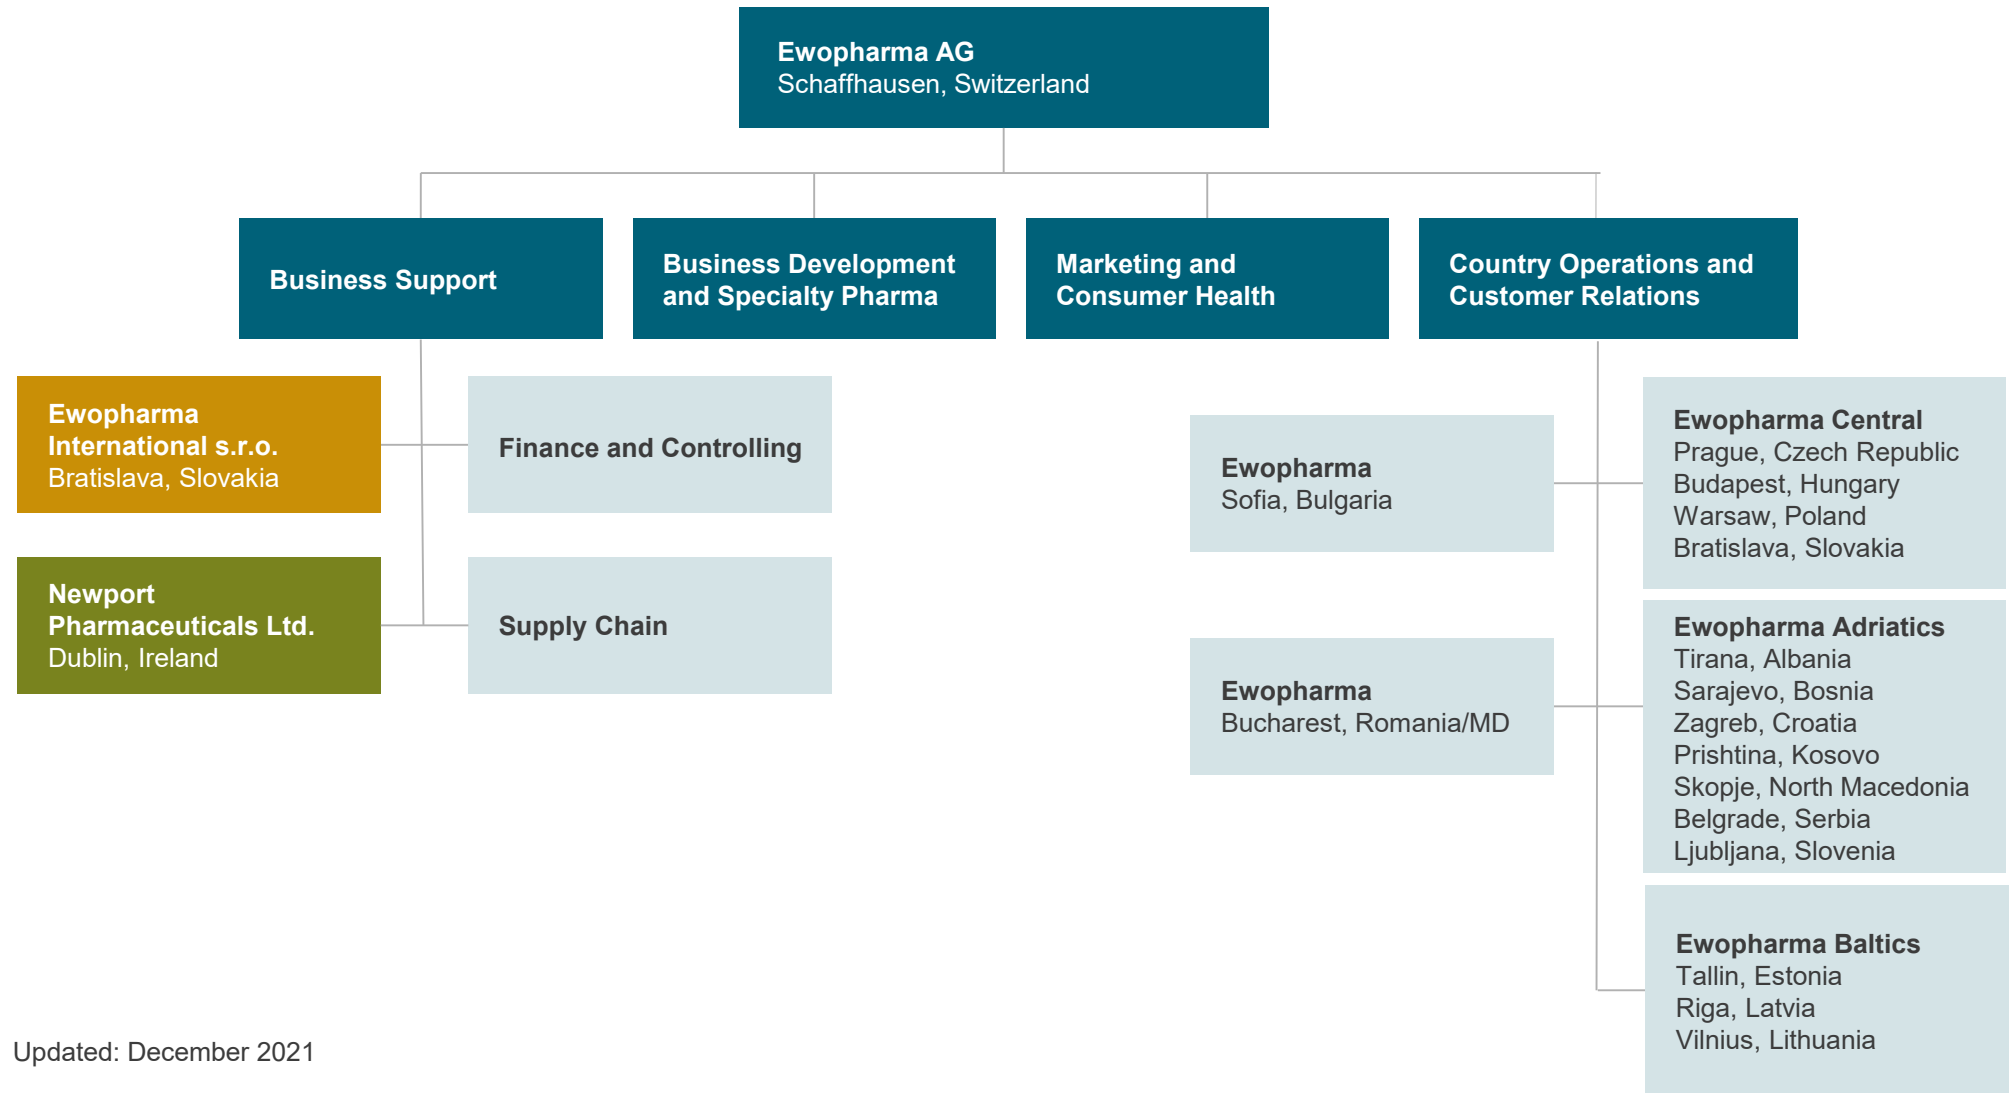 Ewopharma AG
Schaffhausen, Switzerland
Business Support
Business Development
and Specialty Pharma
Marketing and
Consumer Health
Country Operations and
Customer Relations
Ewopharma
International s.r.o.
Bratislava, Slovakia
Finance and Controlling
Newport
Pharmaceuticals Ltd.
Dublin, Ireland
Supply Chain
Ewopharma
Sofia, Bulgaria
Ewopharma Central
Prague, Czech Republic
Budapest, Hungary
Warsaw, Poland
Bratislava, Slovakia
Ewopharma
Bucharest, Romania/MD
Ewopharma Adriatics
Tirana, Albania
Sarajevo, Bosnia
Zagreb, Croatia
Prishtina, Kosovo
Skopje, North Macedonia
Belgrade, Serbia
Ljubljana, Slovenia
Ewopharma Baltics
Tallin, Estonia
Riga, Latvia
Vilnius, Lithuania
Updated: December 2021